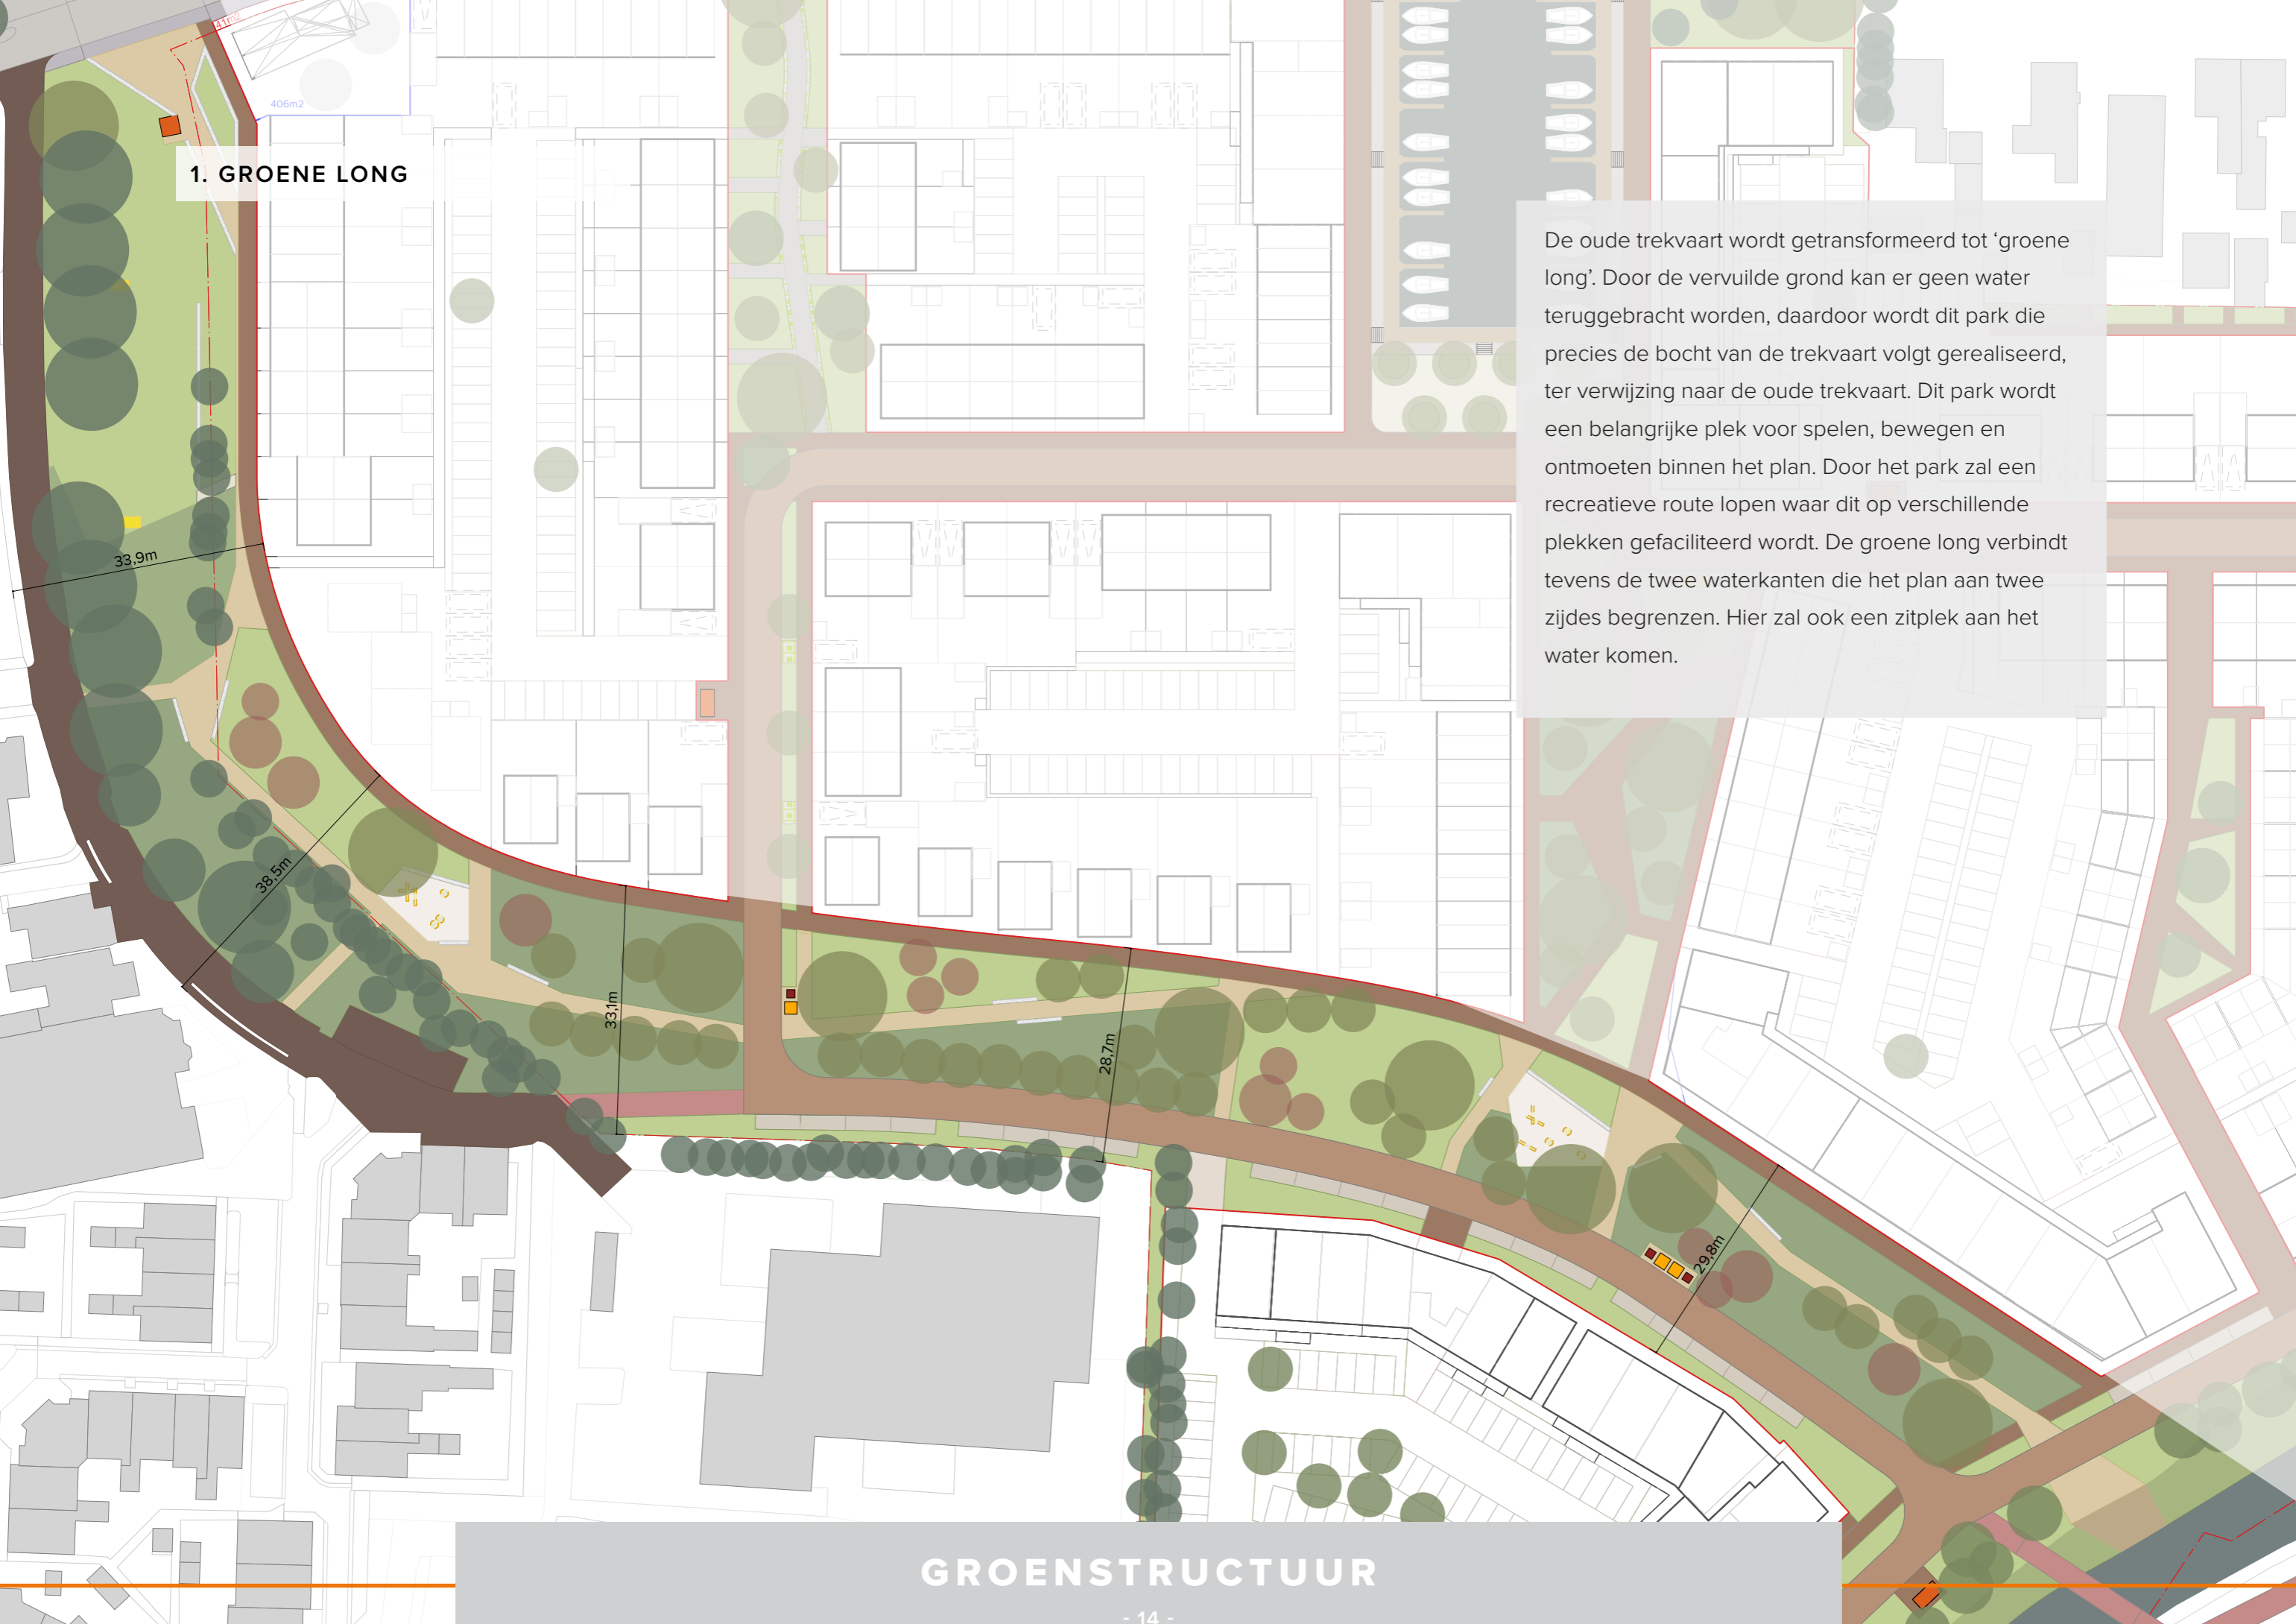 41m2
406m2
1. GROENE LONG
De oude trekvaart wordt getransformeerd tot ‘groene
long’. Door de vervuilde grond kan er geen water
teruggebracht worden, daardoor wordt dit park die
precies de bocht van de trekvaart volgt gerealiseerd,
ter verwijzing naar de oude trekvaart. Dit park wordt
een belangrijke plek voor spelen, bewegen en
ontmoeten binnen het plan. Door het park zal een
recreatieve route lopen waar dit op verschillende
plekken gefaciliteerd wordt. De groene long verbindt
tevens de twee waterkanten die het plan aan twee
zijdes begrenzen. Hier zal ook een zitplek aan het
water komen.
33,9m
38,5m
33,1m
28,7m
29,8m
GROENSTRUCTUUR
- 14 -